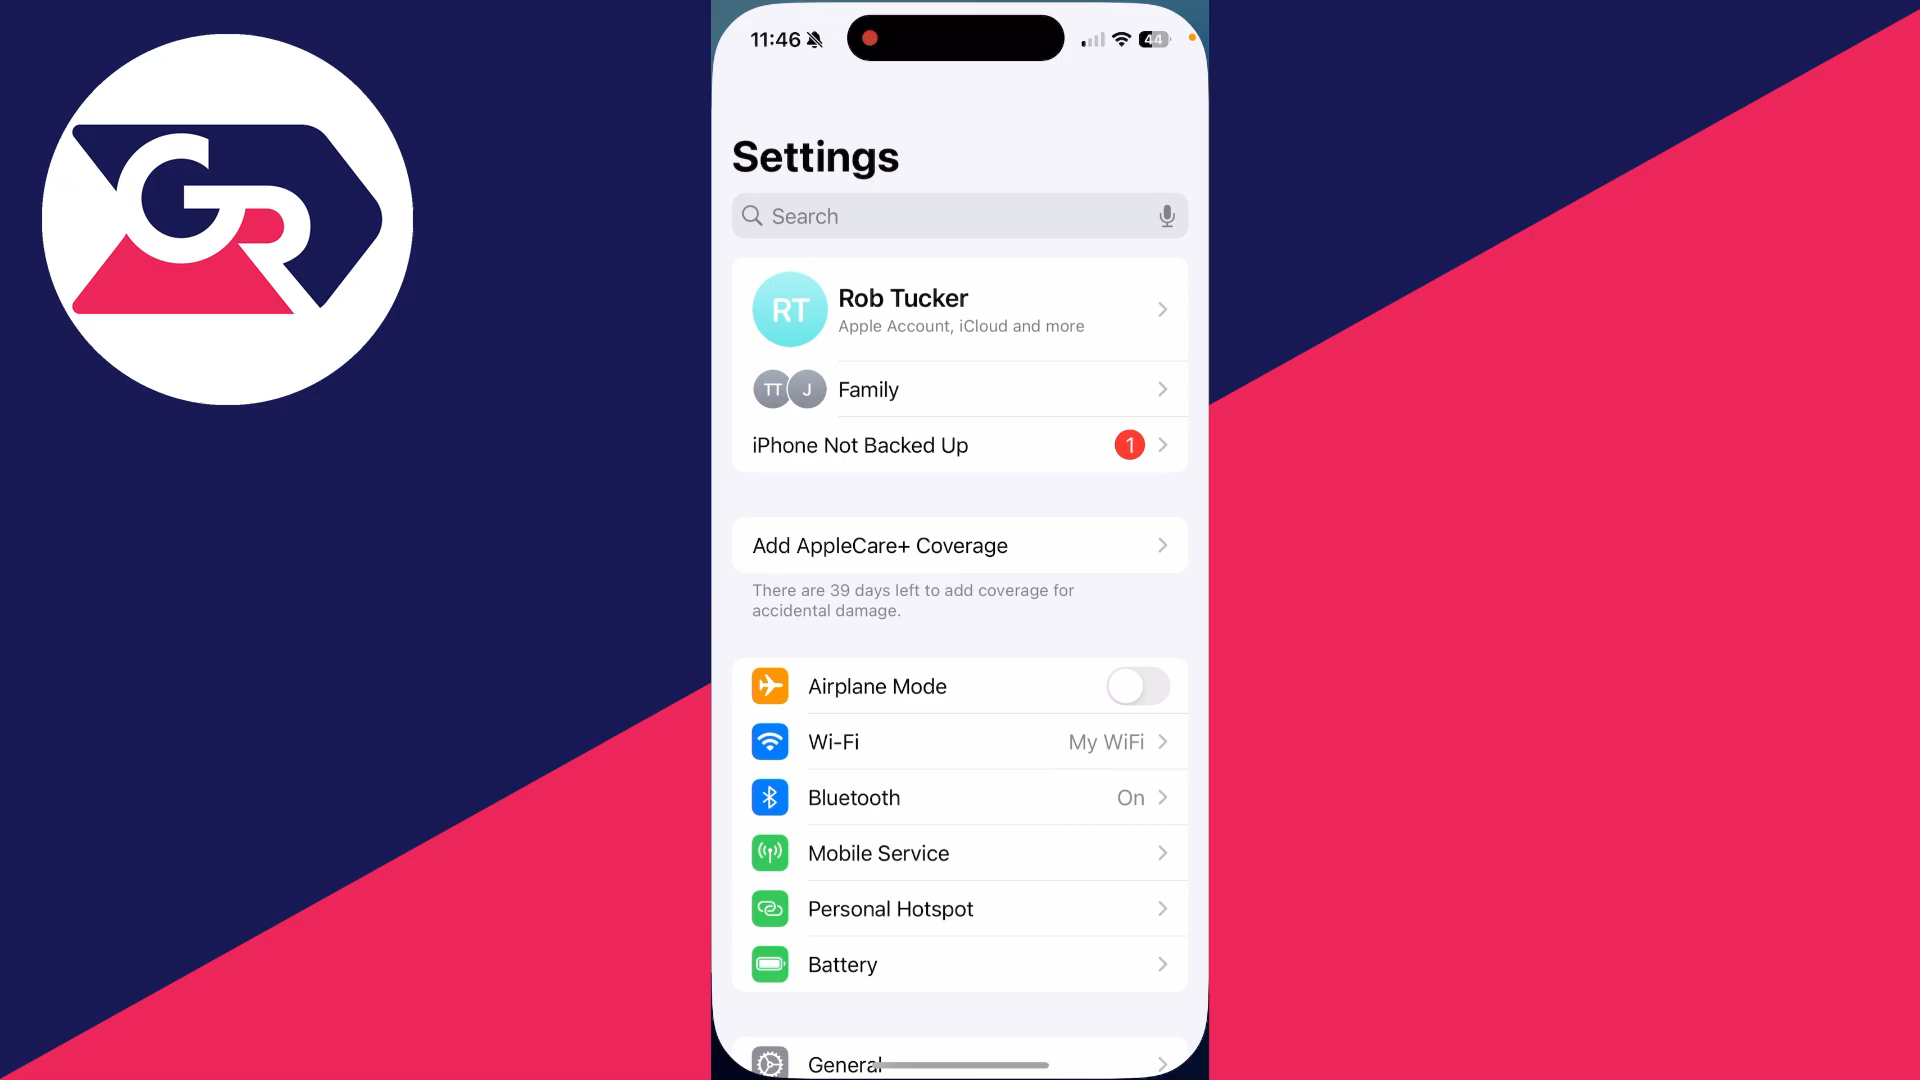 GR
11:46
44
Settings
Search
RT
Rob Tucker
Apple Account, iCloud and more
TT
J
Family
iPhone Not Backed Up
1
Add AppleCare+ Coverage
There are 39 days left to add coverage for
accidental damage.
Airplane Mode
Wi-Fi
My WiFi
Bluetooth
On
Mobile Service
Personal Hotspot
Battery
General